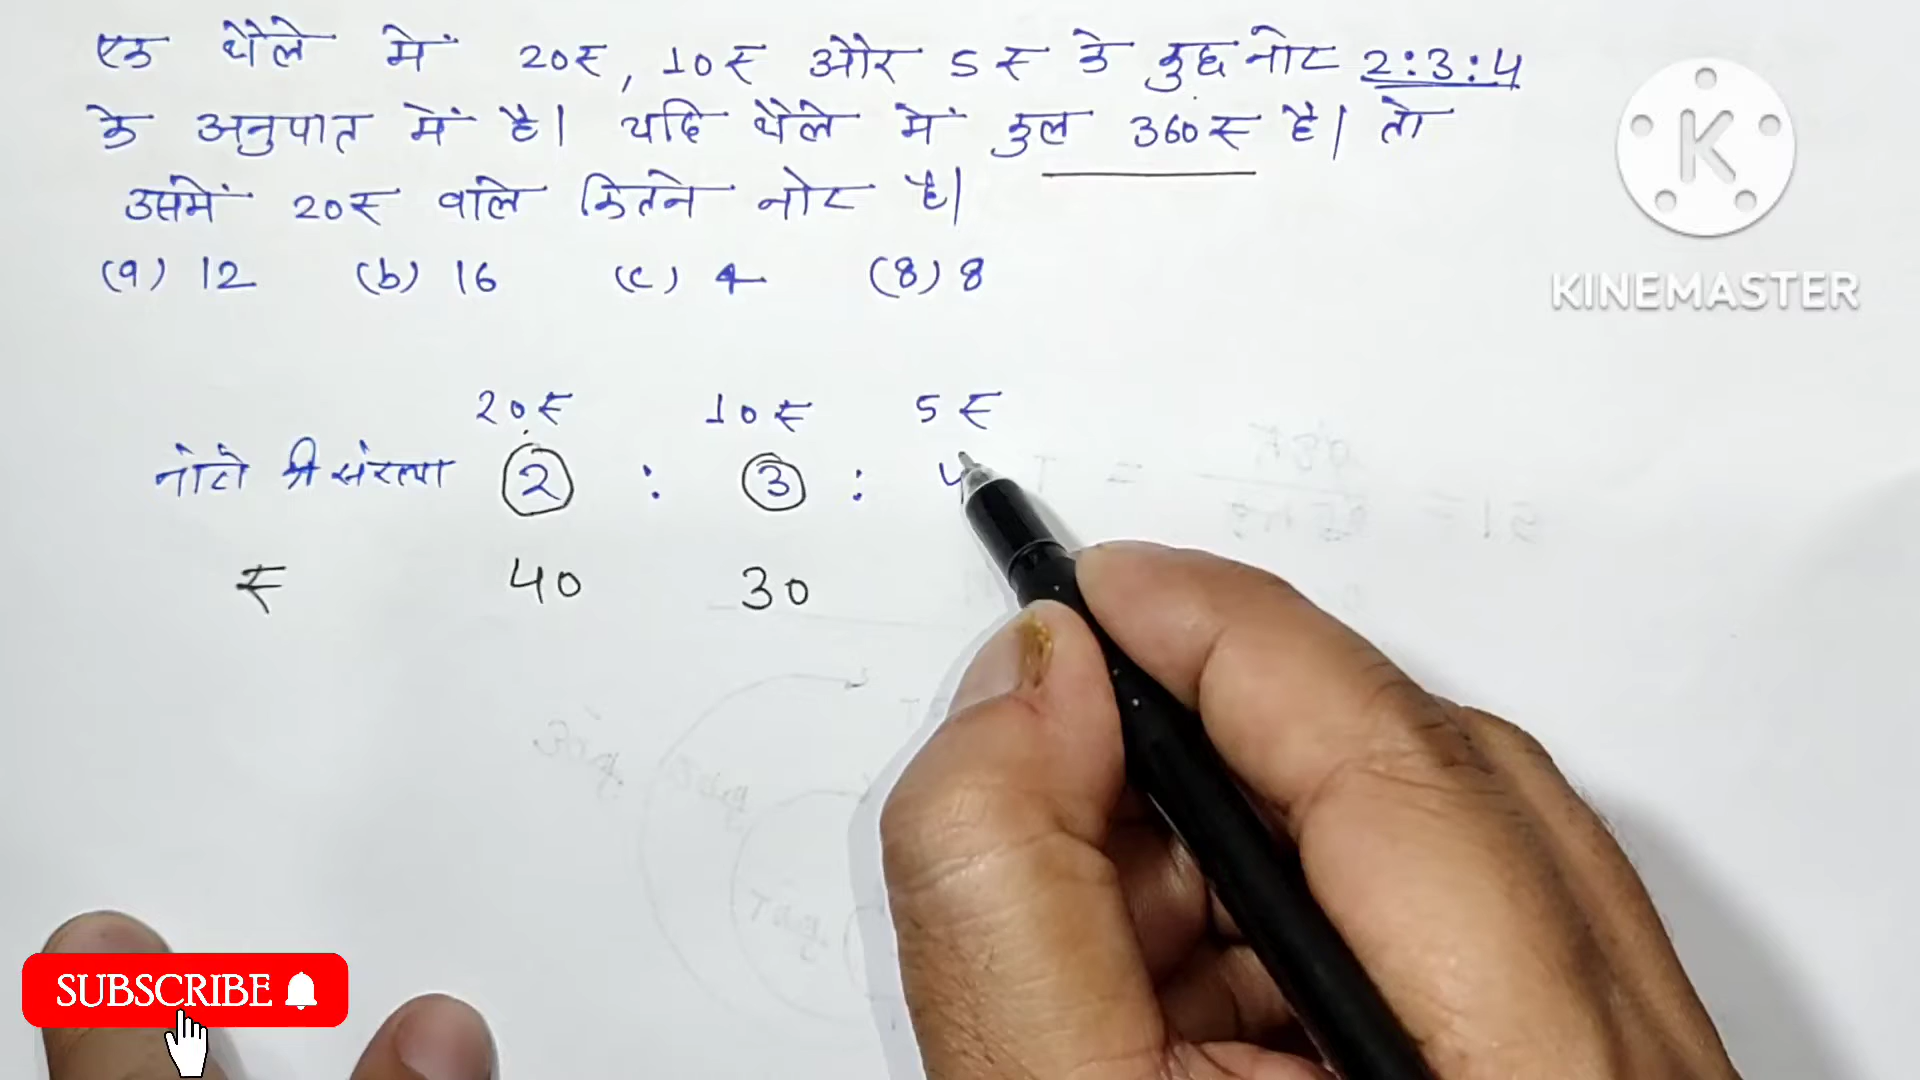 एक थैले में 20₹, 10₹ और 5₹ के कुछ नोट 2:3:4
के अनुपात में है। यदि थैले में कुल 360₹ है। तो
उसमें 20₹ वाले कितने नोट है।
(a) 12 (b) 16 (c) 4 (8) 8
KINEMASTER
20₹ 10₹ 5₹
नोटो की संख्या 2 : 3 : 4
₹ 40 30
SUBSCRIBE